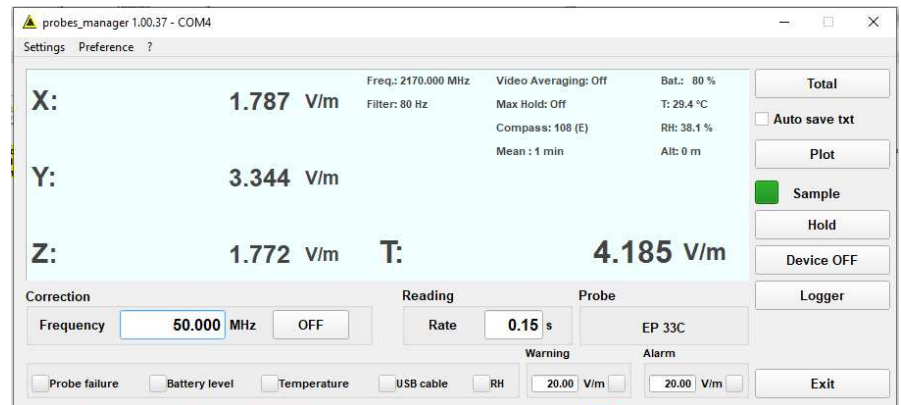 probes_manager 1.00.37 - COM4
Settings Preference ?
X: 1.787 V/m
Freq.: 2170.000 MHz Video Averaging: Off Bat.: 80 %
Filter: 80 Hz Max Hold: Off T: 29.4 °C
Compass: 108 (E) RH: 38.1 %
Mean : 1 min Alt: 0 m
Y: 3.344 V/m
Z: 1.772 V/m T: 4.185 V/m
Total
Auto save txt
Plot
Sample
Hold
Device OFF
Logger
Correction Reading Probe
Frequency 50.000 MHz OFF Rate 0.15 s EP 33C
Warning Alarm
Probe failure Battery level Temperature USB cable RH 20.00 V/m 20.00 V/m
Exit